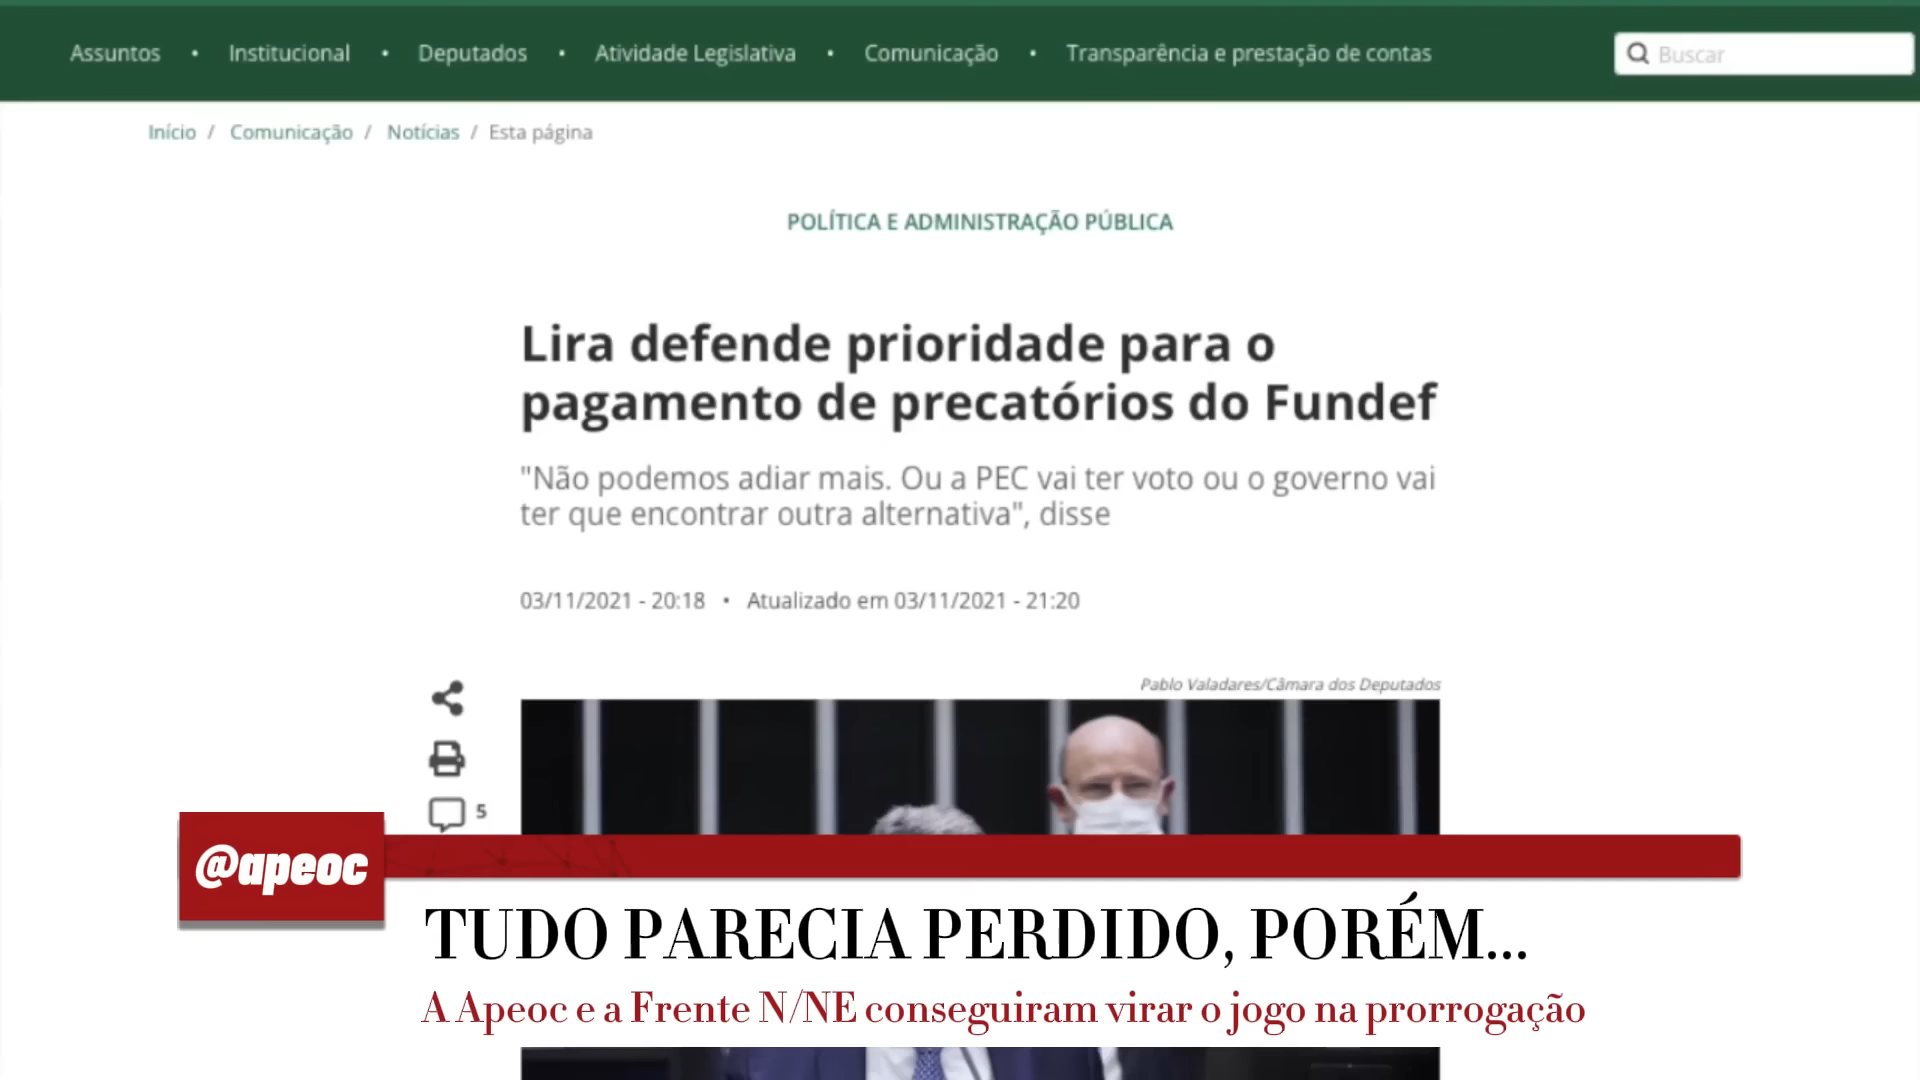 Assuntos • Institucional • Deputados • Atividade Legislativa • Comunicação • Transparência e prestação de contas Buscar
Início / Comunicação / Notícias / Esta página
POLÍTICA E ADMINISTRAÇÃO PÚBLICA
Lira defende prioridade para o
pagamento de precatórios do Fundef
"Não podemos adiar mais. Ou a PEC vai ter voto ou o governo vai
ter que encontrar outra alternativa", disse
03/11/2021 - 20:18 • Atualizado em 03/11/2021 - 21:20
Pablo Valadares/Câmara dos Deputados
5
@apeoc
TUDO PARECIA PERDIDO, PORÉM...
A Apeoc e a Frente N/NE conseguiram virar o jogo na prorrogação